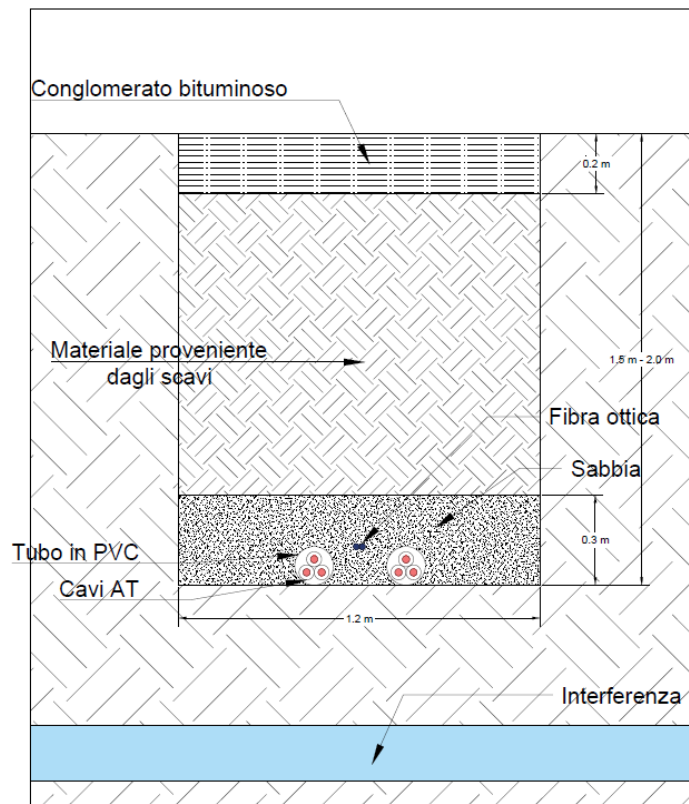 Conglomerato bituminoso
0.2 m
Materiale proveniente
dagli scavi
1,5 m - 2.0 m
Fibra ottica
Sabbia
Tubo in PVC
0.3 m
Cavi AT
1.2 m
Interferenza